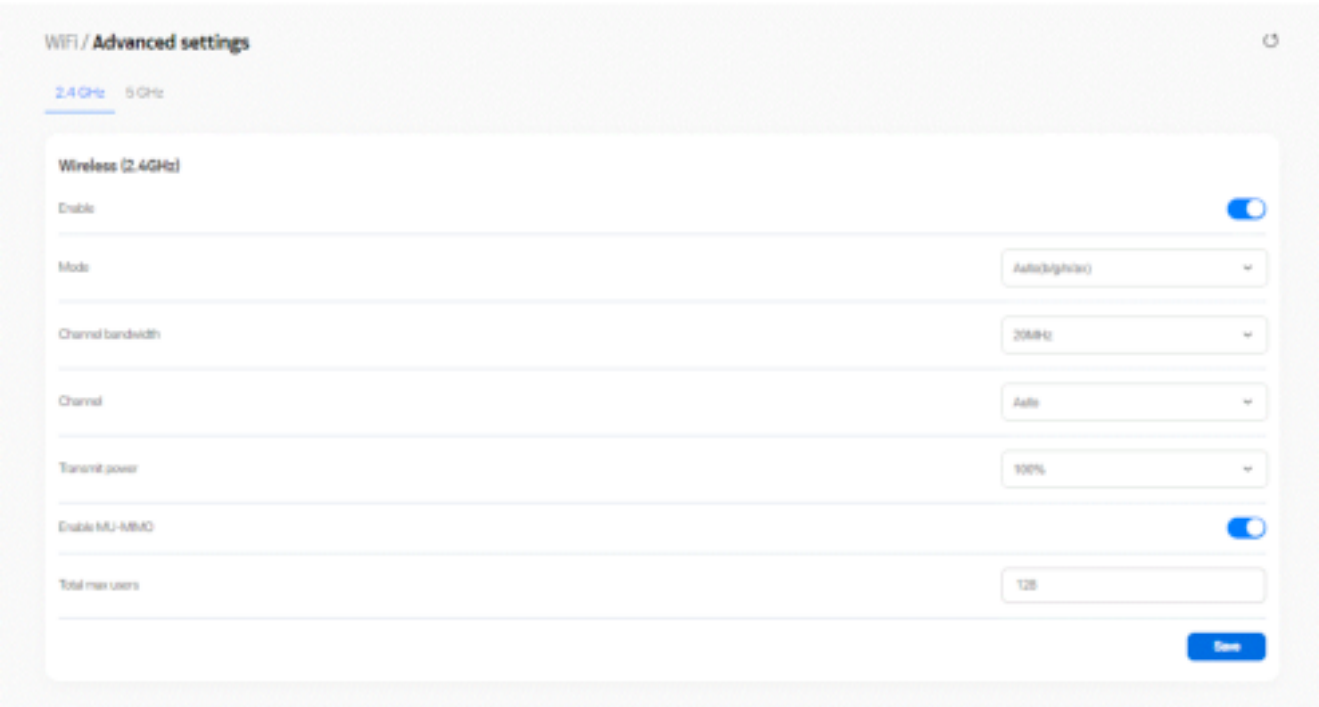 WiFi / Advanced settings
2.4 GHz 5 GHz
Wireless (2.4GHz)
Enable
Mode Auto(b/g/n/ax)
Channel bandwidth 20MHz
Channel Auto
Transmit power 100%
Enable MU-MIMO
Total max users 128
Save